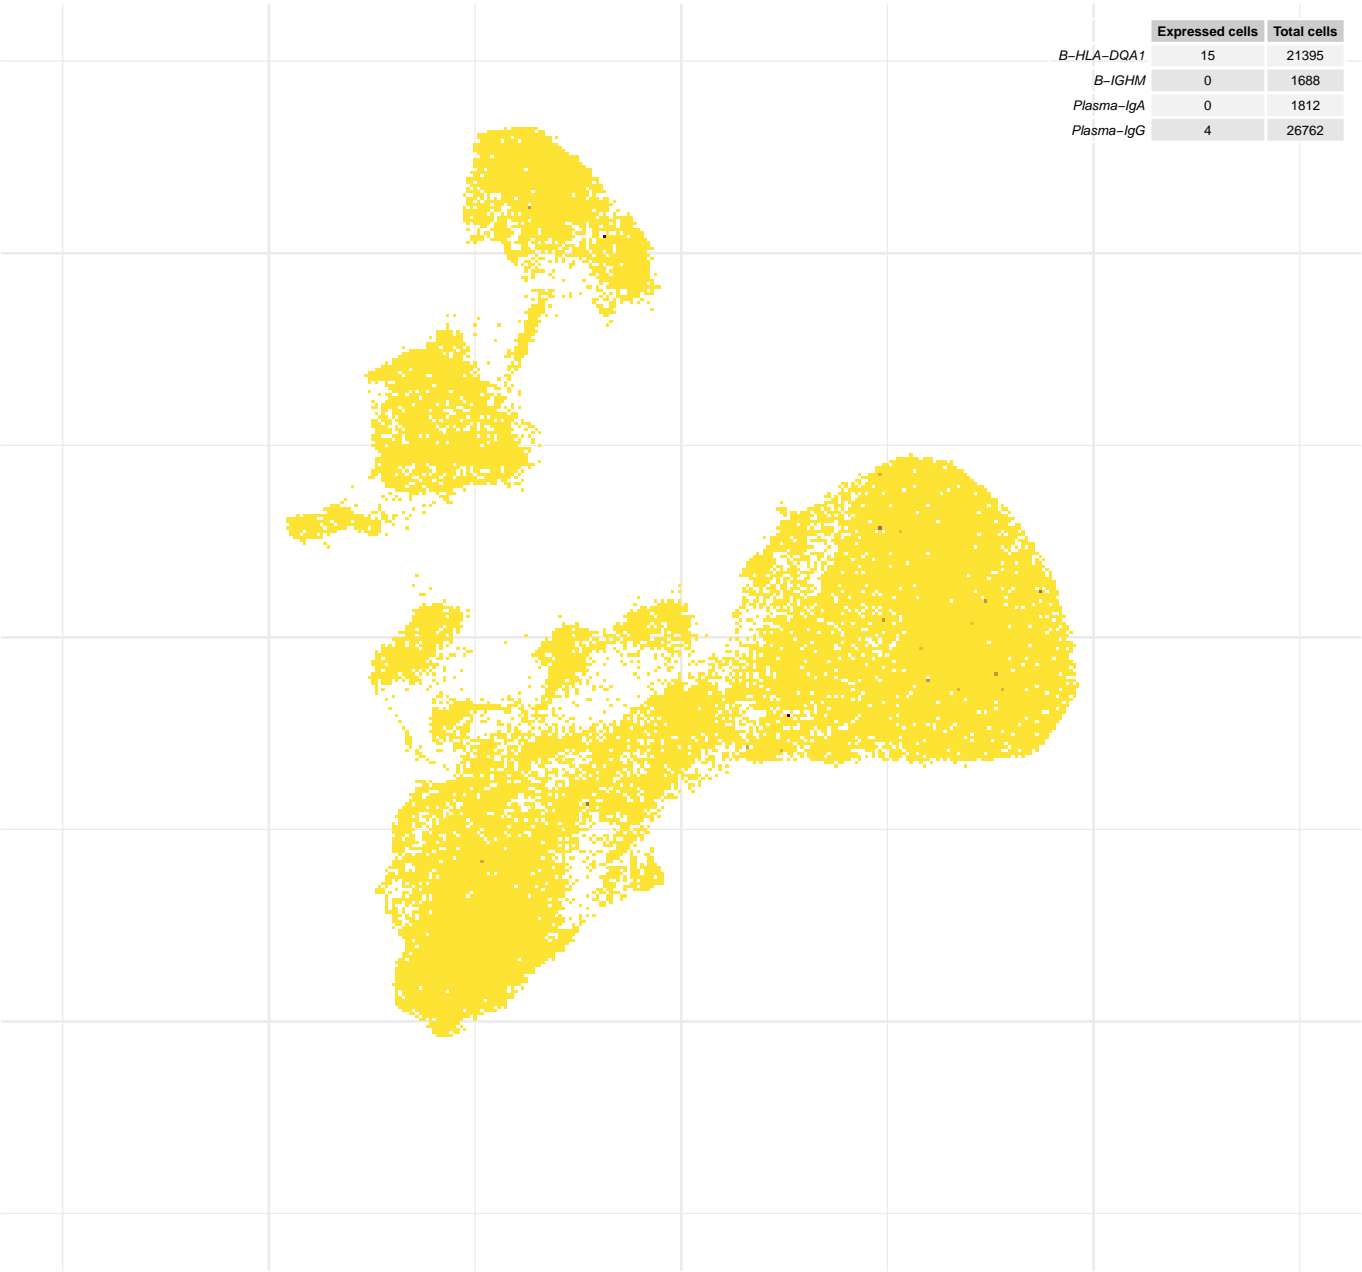 Expressed cells Total cells
B−HLA−DQA1 15 21395
B−IGHM 0 1688
Plasma−IgA 0 1812
Plasma−IgG 4 26762